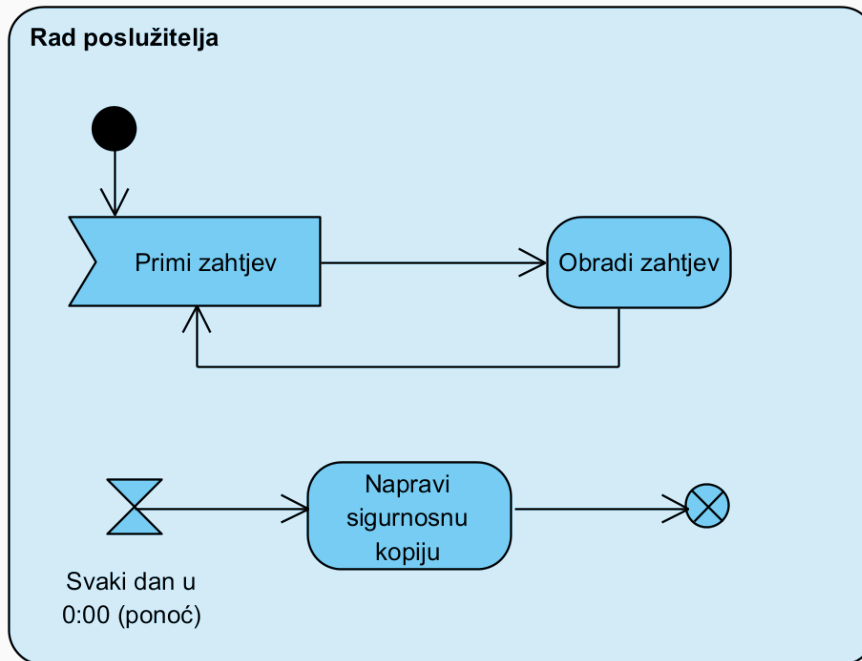 Rad poslužitelja
Primi zahtjev
Obradi zahtjev
Napravi
sigurnosnu
kopiju
Svaki dan u
0:00 (ponoć)